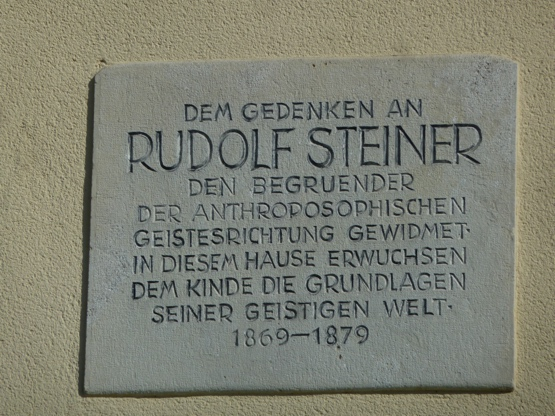 DEM GEDENKEN AN
RUDOLF STEINER
DEN BEGRUENDER
DER ANTHROPOSOPHISCHEN
GEISTESRICHTUNG GEWIDMET·
IN DIESEM HAUSE ERWUCHSEN
DEM KINDE DIE GRUNDLAGEN
SEINER GEISTIGEN WELT·
1869—1879